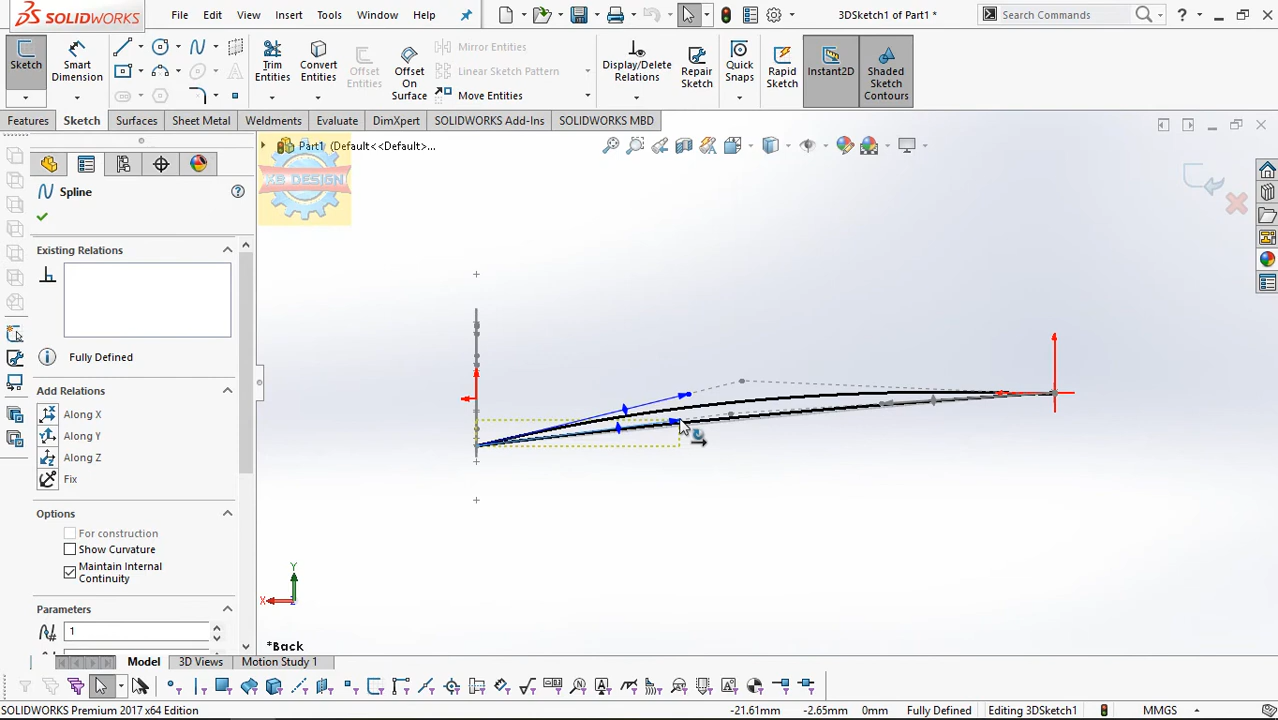 SOLIDWORKS
File Edit View Insert Tools Window Help
3DSketch1 of Part1 *
Search Commands
?
Sketch
Smart Dimension
Trim Entities
Convert Entities
Offset Entities
Offset On Surface
Mirror Entities
Linear Sketch Pattern
Move Entities
Display/Delete Relations
Repair Sketch
Quick Snaps
Rapid Sketch
Instant2D
Shaded Sketch Contours
Features Sketch Surfaces Sheet Metal Weldments Evaluate DimXpert SOLIDWORKS Add-Ins SOLIDWORKS MBD
Part1 (Default<<Default>...
KB DESIGN
Spline
Existing Relations
Fully Defined
Add Relations
Along X
Along Y
Along Z
Fix
Options
For construction
Show Curvature
Maintain Internal
Continuity
Parameters
1
Y
X
Z
*Back
Model 3D Views Motion Study 1
SOLIDWORKS Premium 2017 x64 Edition
-21.61mm -2.65mm 0mm Fully Defined Editing 3DSketch1 MMGS